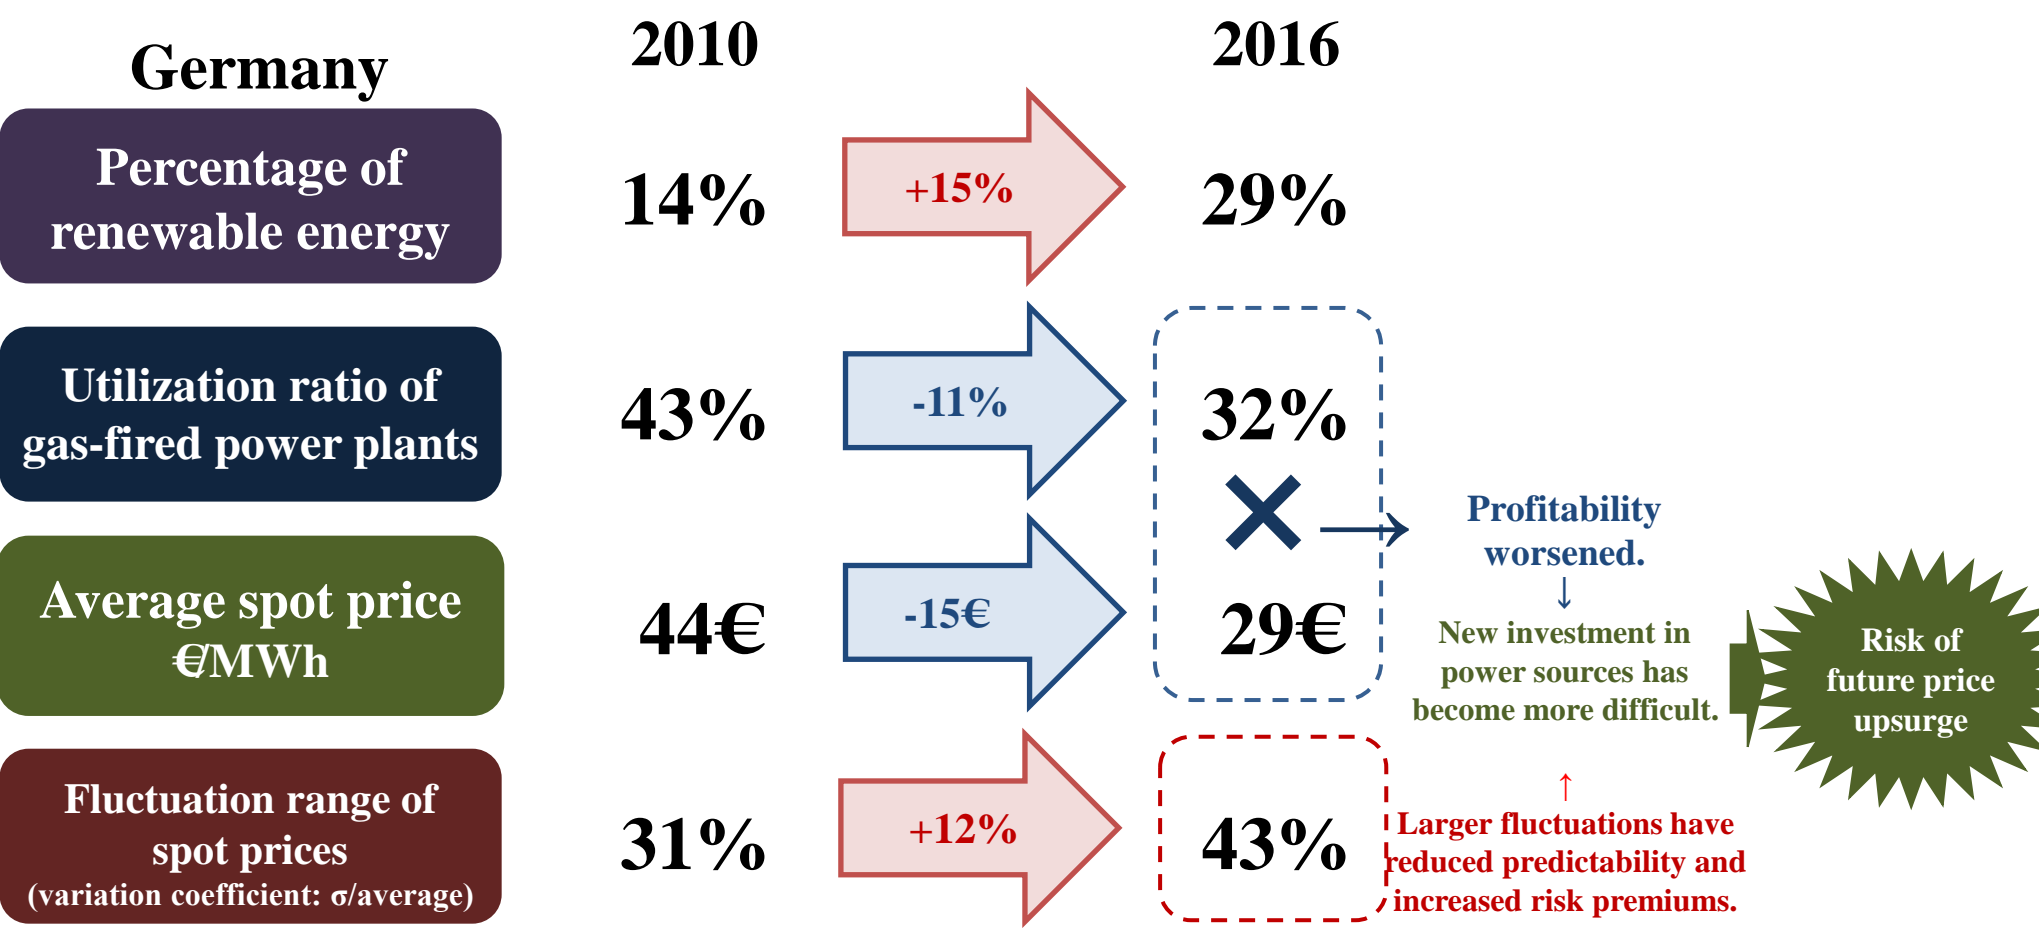 Germany
2010
2016
Percentage of
renewable energy
14%
+15%
29%
Utilization ratio of
gas-fired power plants
43%
-11%
32%
Average spot price
€/MWh
44€
-15€
29€
Fluctuation range of
spot prices
(variation coefficient: σ/average)
31%
+12%
43%
Profitability
worsened.
↓
New investment in
power sources has
become more difficult.
↑
Larger fluctuations have
reduced predictability and
increased risk premiums.
Risk of
future price
upsurge